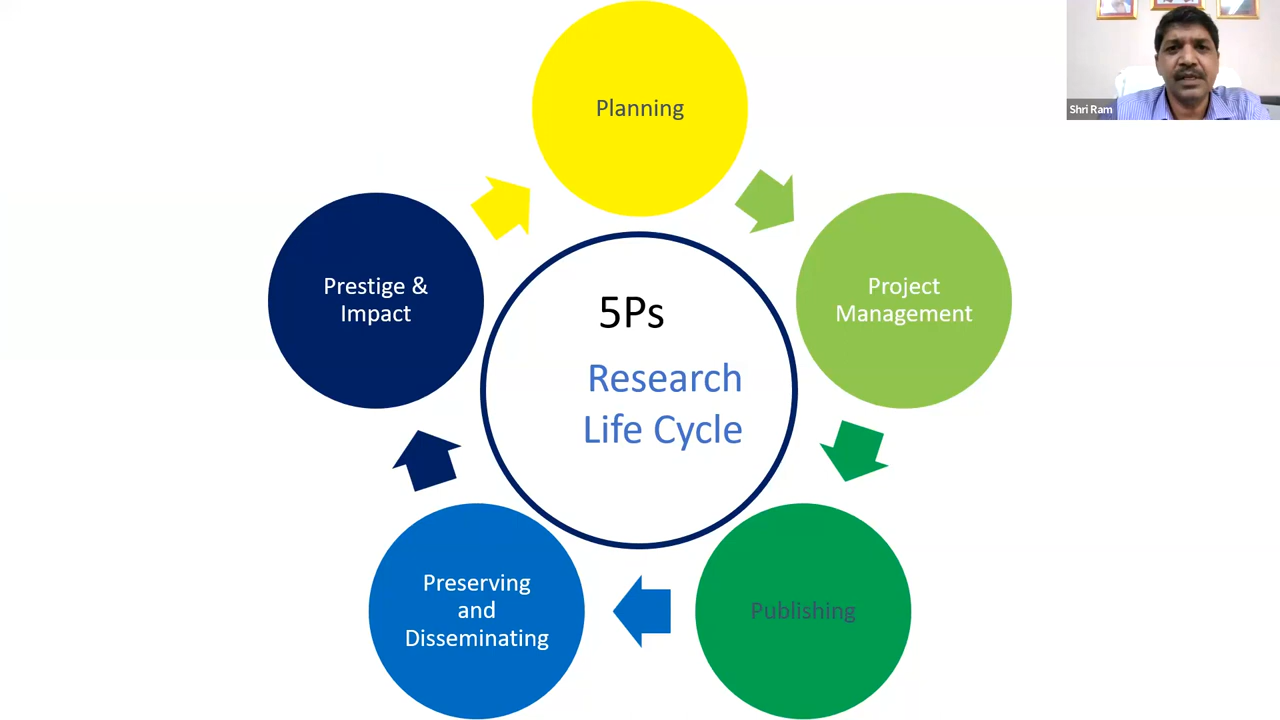 Planning
Shri Ram
Project
Management
Prestige &
Impact
5Ps
Research
Life Cycle
Preserving
and
Disseminating
Publishing